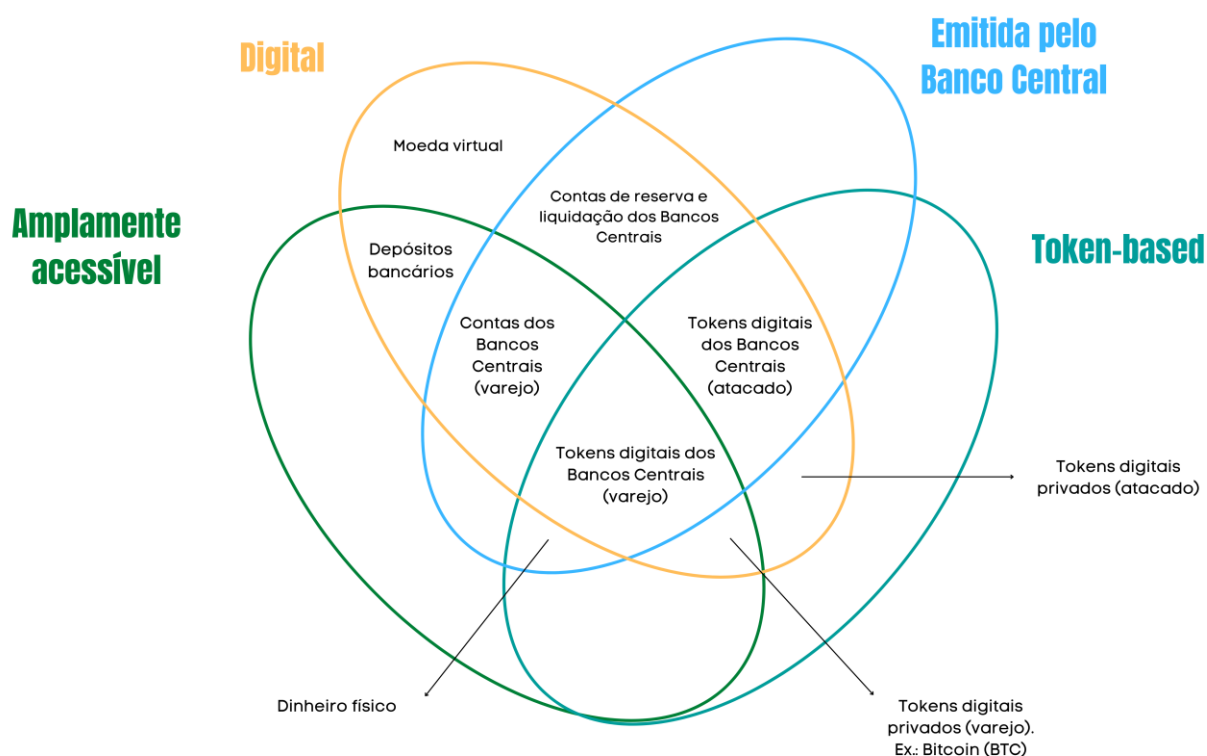 Digital
Emitida pelo
Banco Central
Moeda virtual
Contas de reserva e
liquidação dos Bancos
Centrais
Amplamente
acessível
Depósitos
bancários
Token-based
Contas dos
Bancos
Centrais
(varejo)
Tokens digitais
dos Bancos
Centrais
(atacado)
Tokens digitais dos
Bancos Centrais
(varejo)
Tokens digitais
privados (atacado)
Dinheiro físico
Tokens digitais
privados (varejo).
Ex.: Bitcoin (BTC)